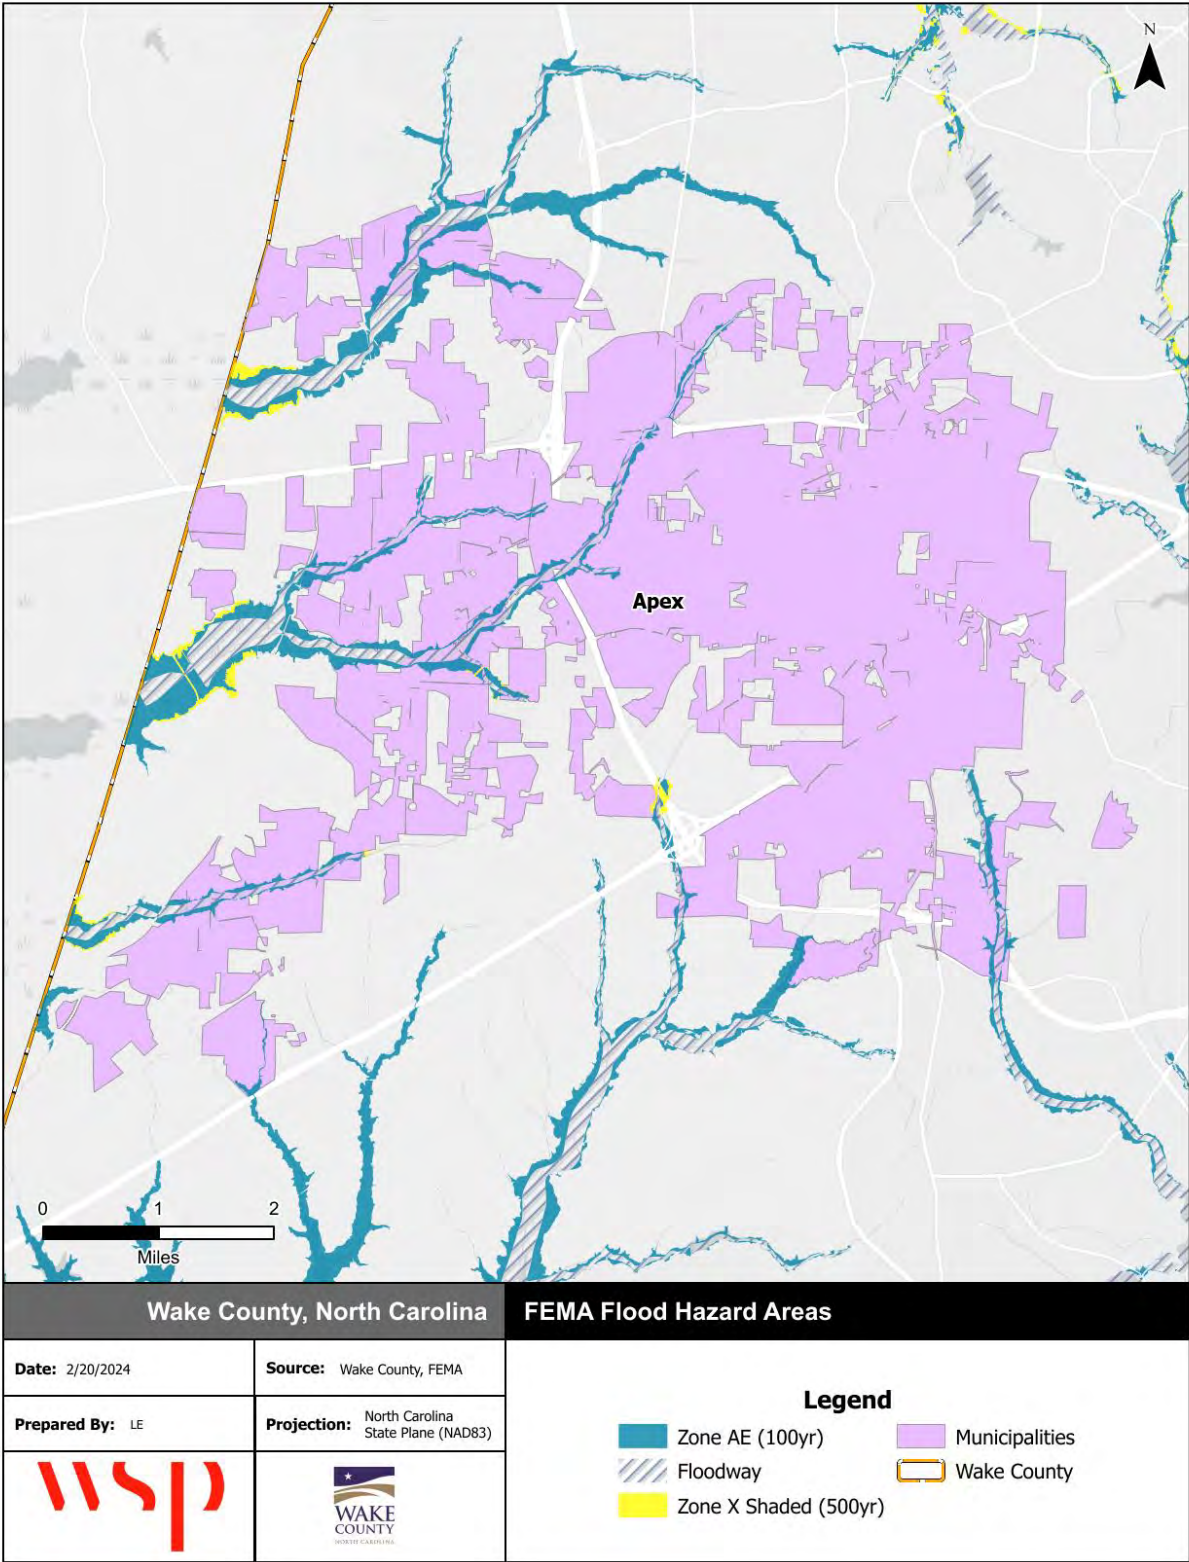 N
Apex
0 1 2
Miles
Wake County, North Carolina
FEMA Flood Hazard Areas
Date: 2/20/2024
Source: Wake County, FEMA
Prepared By: LE
Projection: North Carolina
State Plane (NAD83)
wsp
WAKE
COUNTY
NORTH CAROLINA
Legend
Zone AE (100yr)
Floodway
Zone X Shaded (500yr)
Municipalities
Wake County